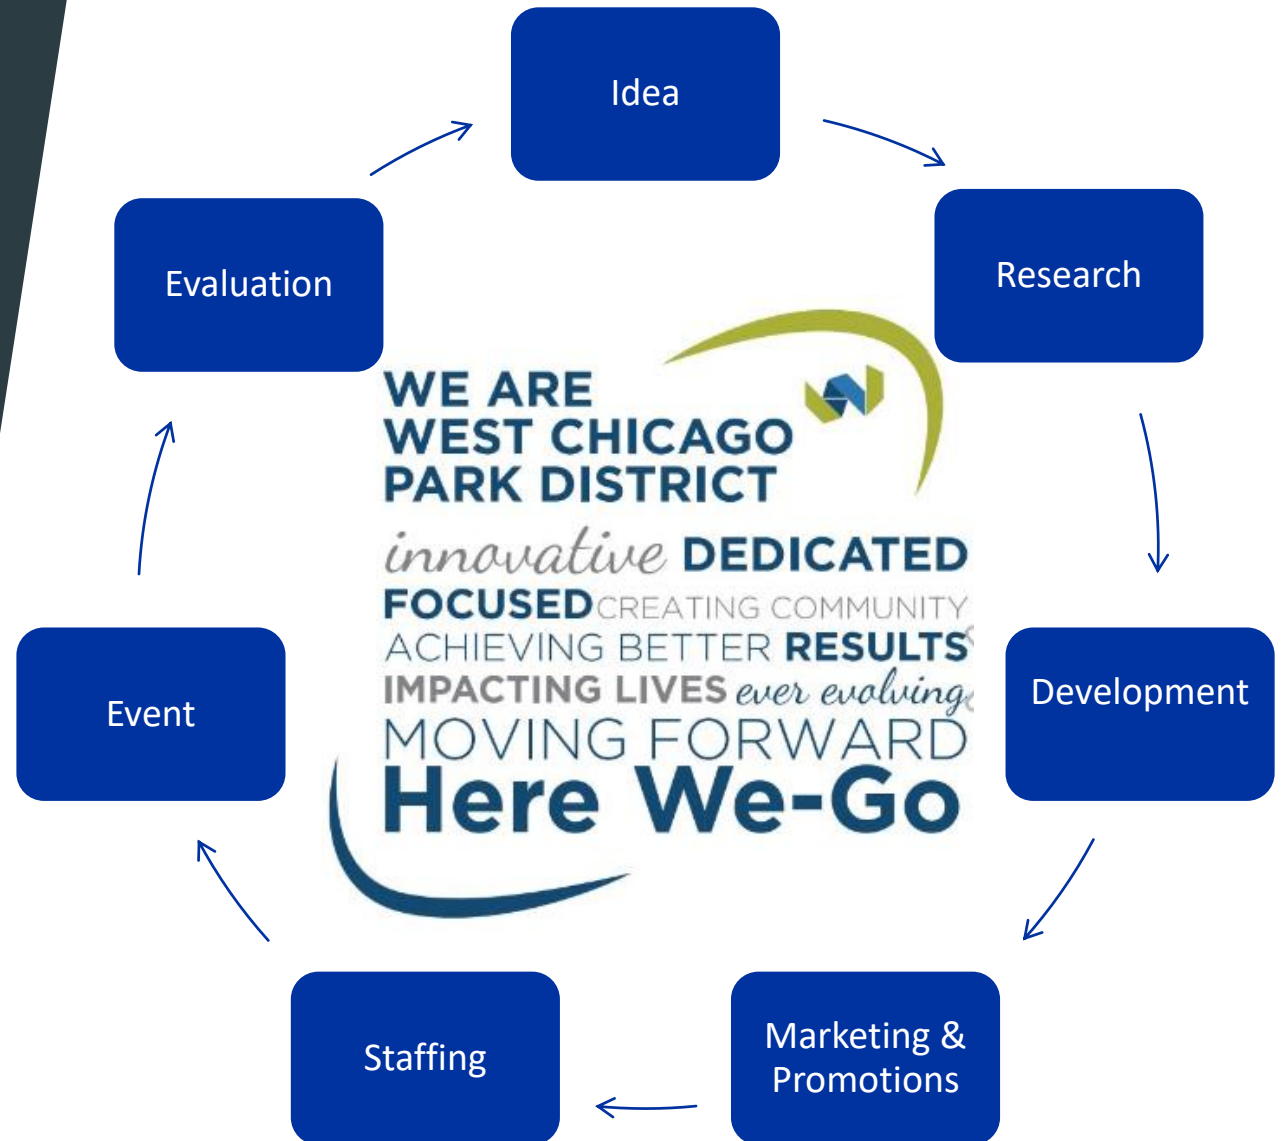 Idea
Research
Development
Marketing &
Promotions
Staffing
Event
Evaluation
WE ARE
WEST CHICAGO
PARK DISTRICT
innovative DEDICATED
FOCUSED CREATING COMMUNITY
ACHIEVING BETTER RESULTS
IMPACTING LIVES ever evolving
MOVING FORWARD
Here We-Go